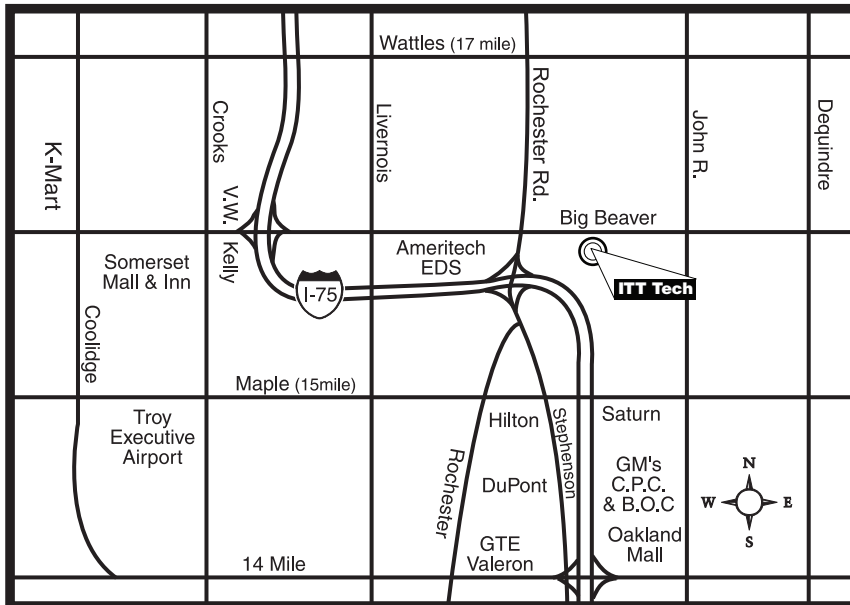 Wattles (17 mile)
Crooks
Livernois
Rochester Rd.
John R.
Dequindre
K-Mart
V.W.
Big Beaver
Kelly
Ameritech
EDS
Somerset
Mall & Inn
I-75
ITT Tech
Coolidge
Maple (15mile)
Troy
Executive
Airport
Hilton
Stephenson
Saturn
Rochester
DuPont
GM's
C.P.C.
& B.O.C
N
W
E
S
Oakland
Mall
GTE
Valeron
14 Mile